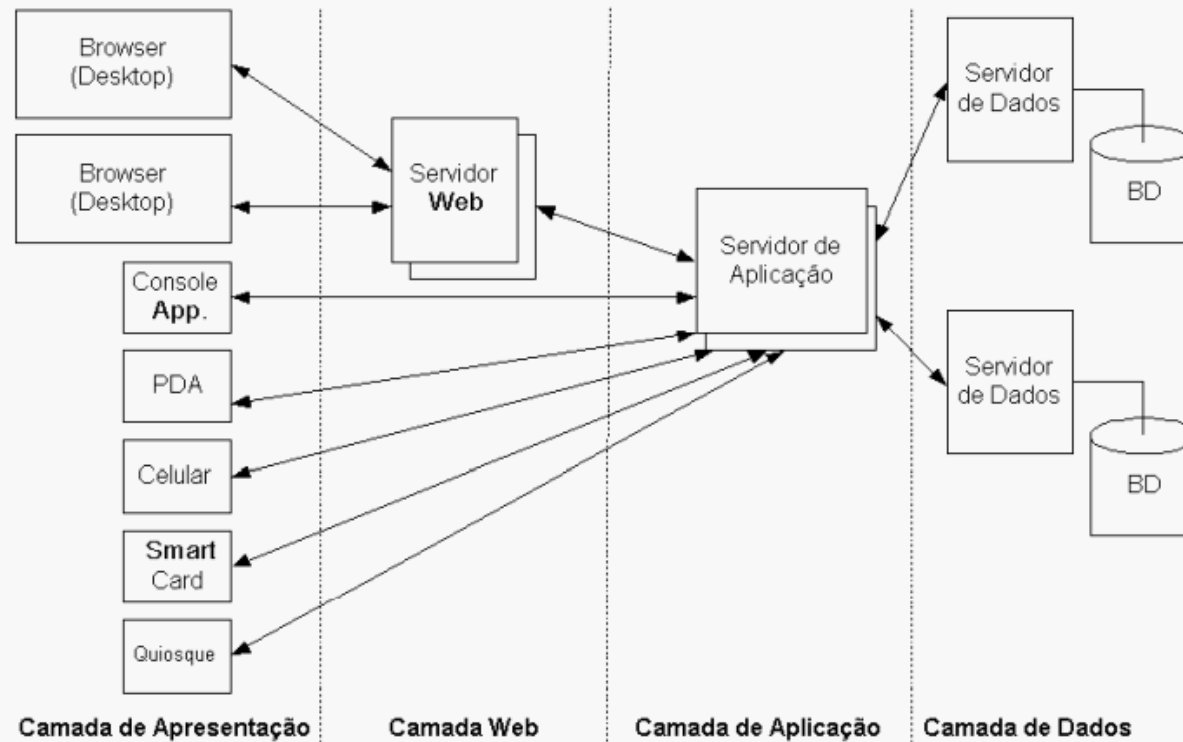 Browser
(Desktop)
Browser
(Desktop)
Console
App.
PDA
Celular
Smart
Card
Quiosque
Servidor
Web
Servidor de
Aplicação
Servidor
de Dados
BD
Servidor
de Dados
BD
Camada de Apresentação
Camada Web
Camada de Aplicação
Camada de Dados